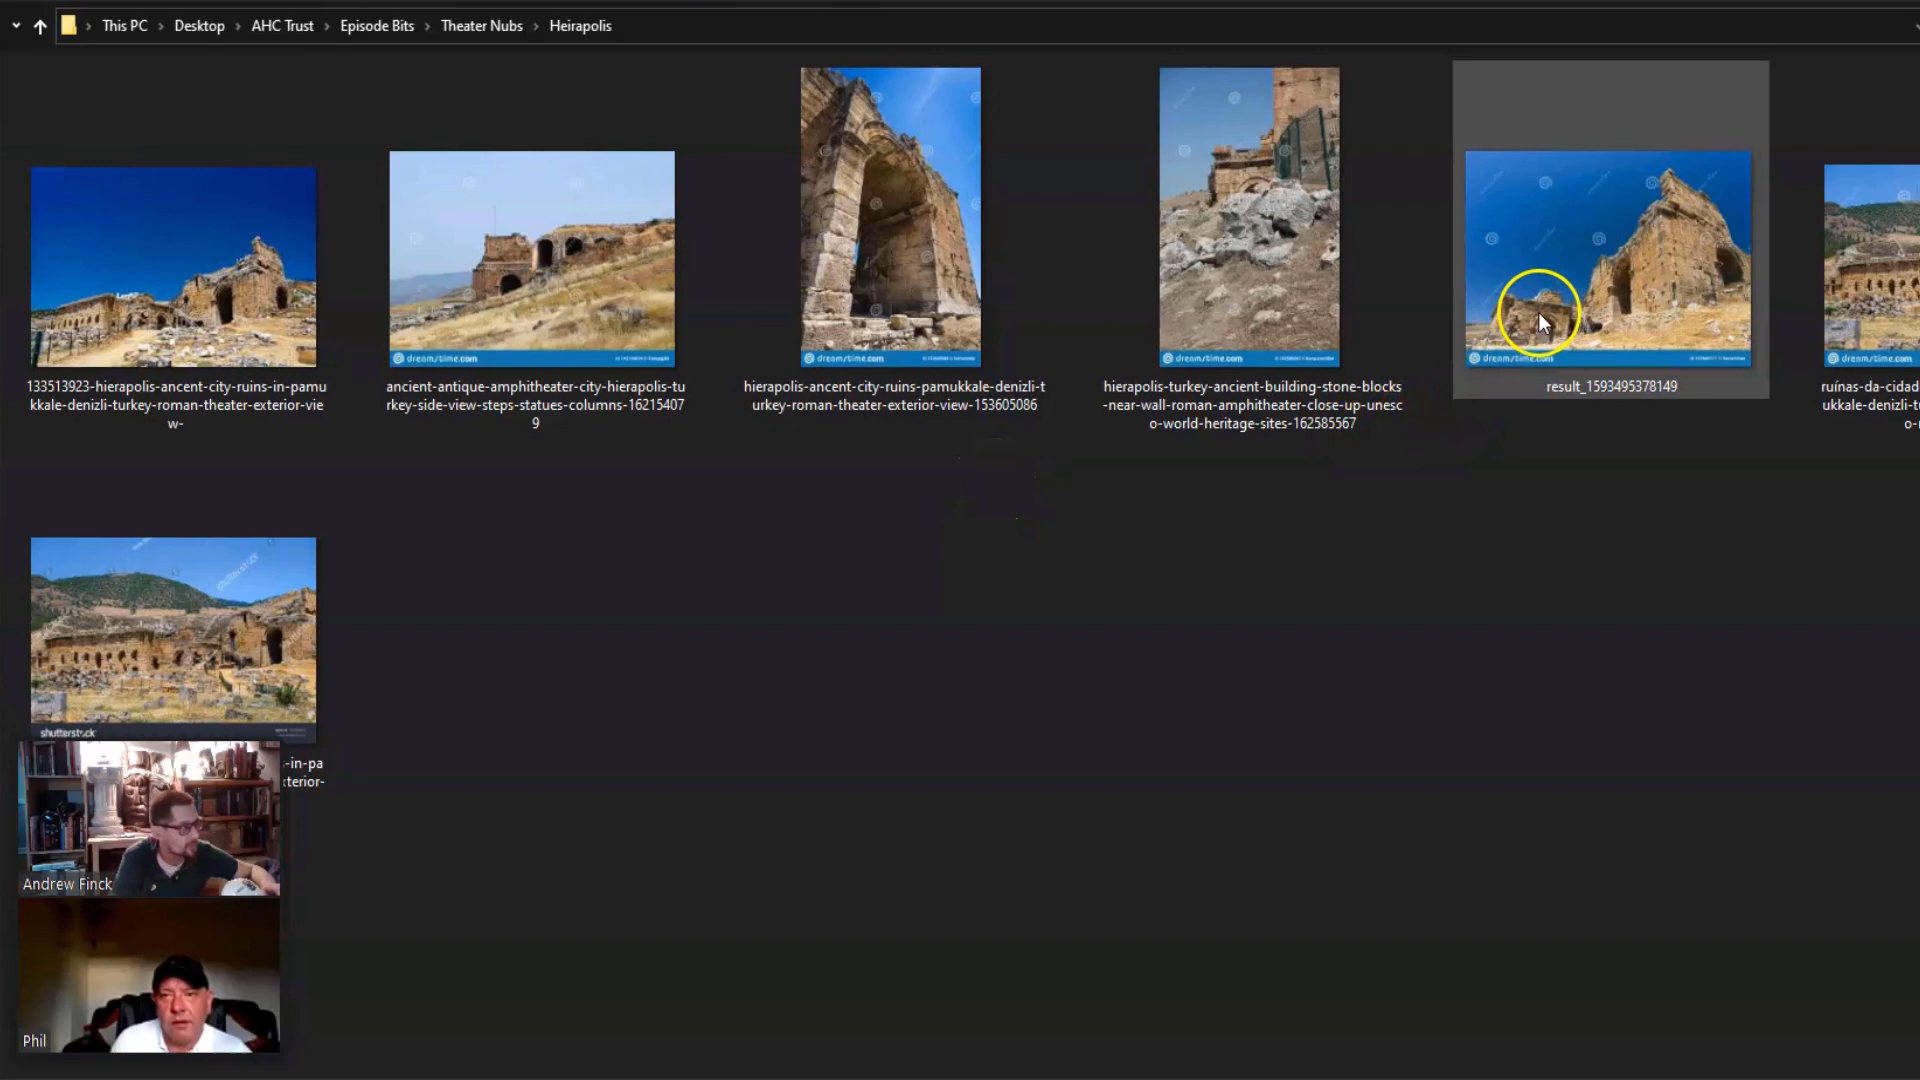 This PC > Desktop > AHC Trust > Episode Bits > Theater Nubs > Heirapolis
dreamstime.com
dreamstime.com
dreamstime.com
dreamstime.com
dreamstime.com
133513923-hierapolis-ancent-city-ruins-in-pamu
kkale-denizli-turkey-roman-theater-exterior-vie
w-
ancient-antique-amphitheater-city-hierapolis-tu
rkey-side-view-steps-statues-columns-16215407
9
hierapolis-ancent-city-ruins-pamukkale-denizli-t
urkey-roman-theater-exterior-view-153605086
hierapolis-turkey-ancient-building-stone-blocks
-near-wall-roman-amphitheater-close-up-unesc
o-world-heritage-sites-162585567
result_1593495378149
ruínas-da-cidad
ukkale-denizli-t
shutterstock
shutterstock
-in-pa
xterior-
Andrew Finck
Phil